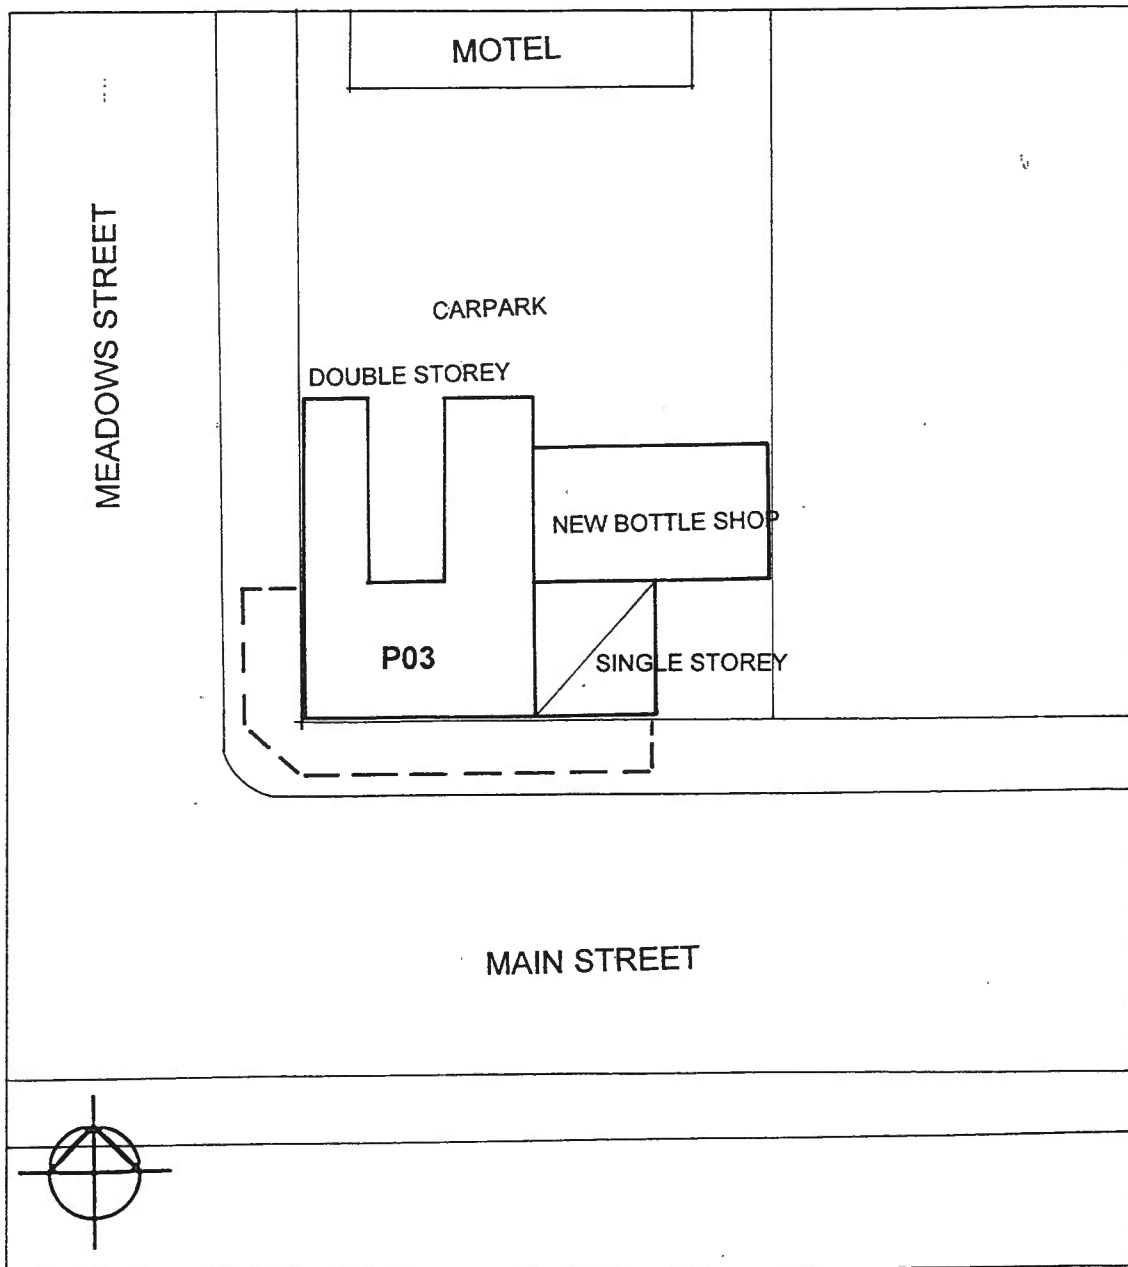 MOTEL
MEADOWS STREET
CARPARK
DOUBLE STOREY
NEW BOTTLE SHOP
P03
SINGLE STOREY
MAIN STREET